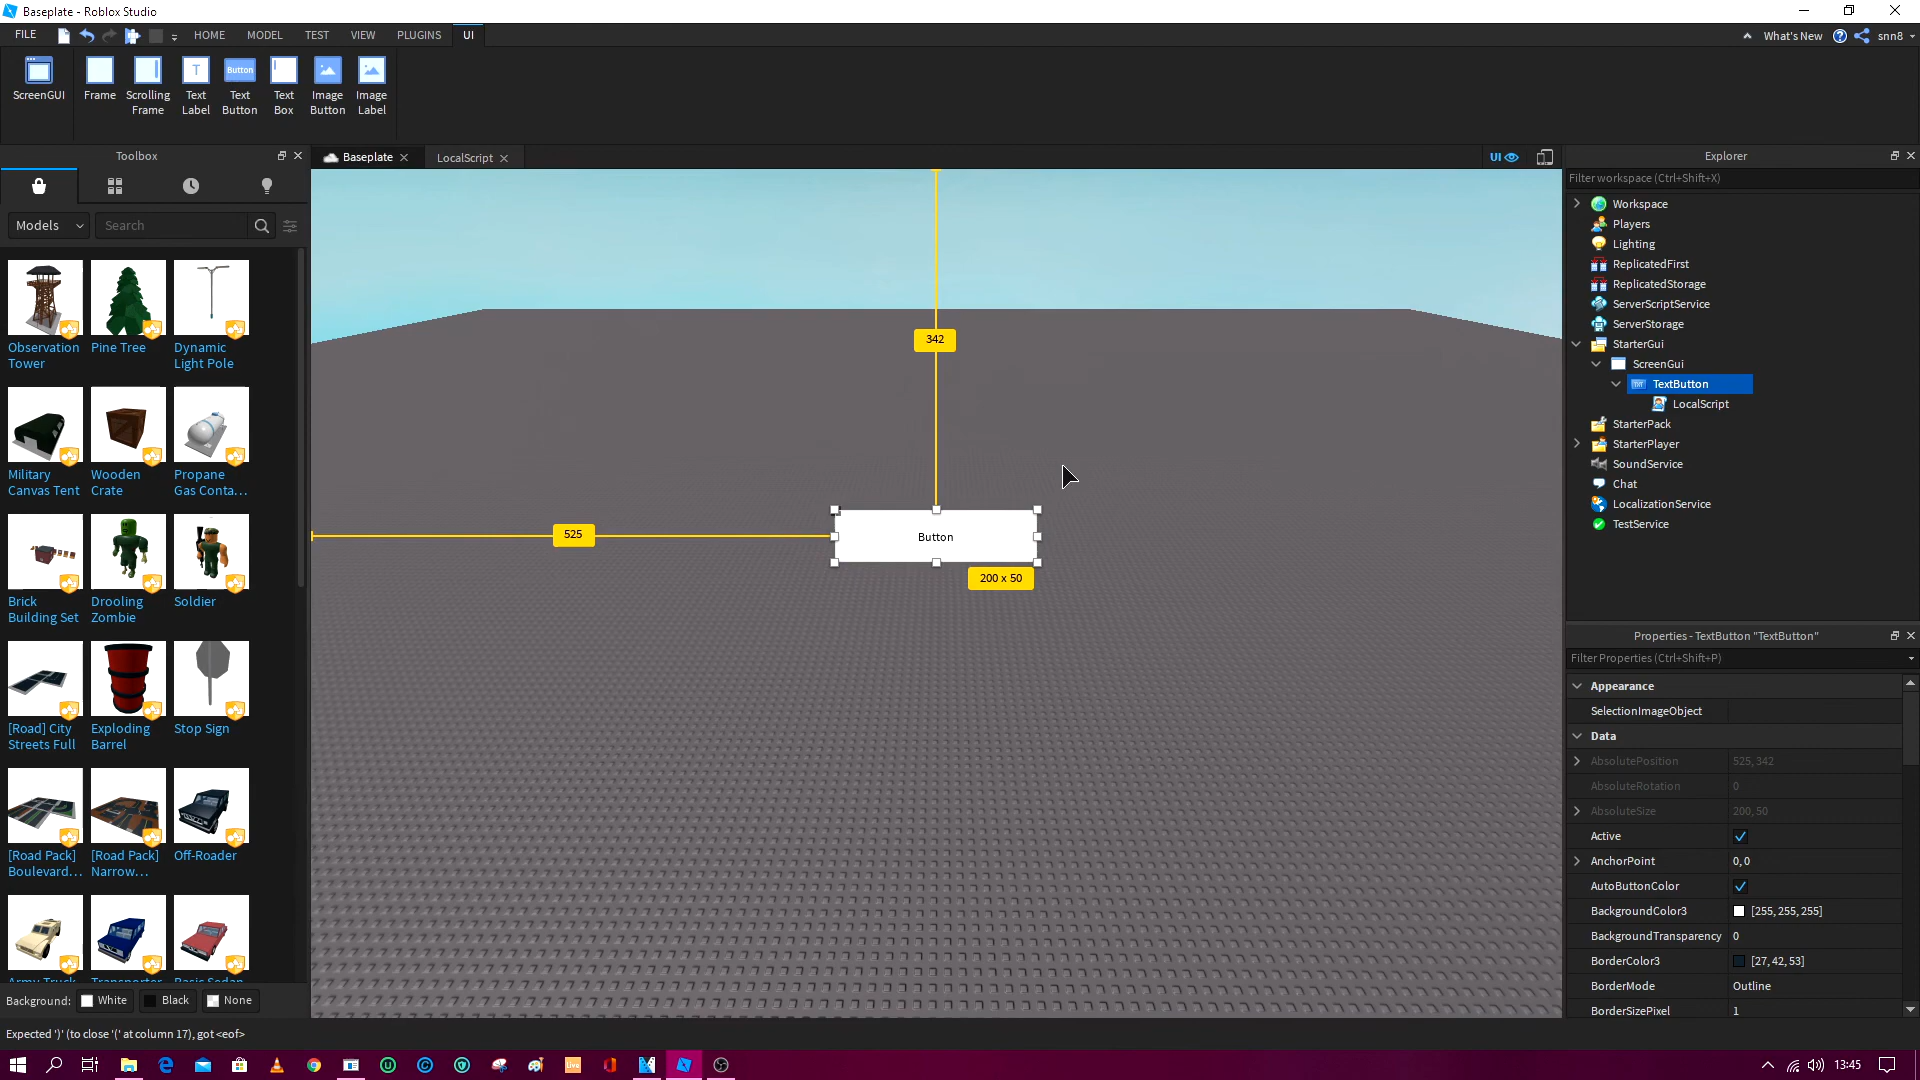 Baseplate - Roblox Studio
FILE
HOME
MODEL
TEST
VIEW
PLUGINS
UI
What's New
snn8
ScreenGUI
Frame
Scrolling
Frame
T
Text
Label
Button
Text
Button
Text
Box
Image
Button
Image
Label
Toolbox
Models
Search
Observation
Tower
Pine Tree
Dynamic
Light Pole
Military
Canvas Tent
Wooden
Crate
Propane
Gas Conta...
Brick
Building Set
Drooling
Zombie
Soldier
[Road] City
Streets Full
Exploding
Barrel
Stop Sign
[Road Pack]
Boulevard...
[Road Pack]
Narrow...
Off-Roader
Army Truck
Transporter
Basic Sedan
Background:
White
Black
None
Expected ')' (to close '(' at column 17), got <eof>
Baseplate
LocalScript
UI
342
525
Button
200 x 50
Explorer
Filter workspace (Ctrl+Shift+X)
Workspace
Players
Lighting
ReplicatedFirst
ReplicatedStorage
ServerScriptService
ServerStorage
StarterGui
ScreenGui
TextButton
LocalScript
StarterPack
StarterPlayer
SoundService
Chat
LocalizationService
TestService
Properties - TextButton "TextButton"
Filter Properties (Ctrl+Shift+P)
Appearance
SelectionImageObject
Data
AbsolutePosition 525, 342
AbsoluteRotation 0
AbsoluteSize 200, 50
Active
AnchorPoint 0, 0
AutoButtonColor
BackgroundColor3 [255, 255, 255]
BackgroundTransparency 0
BorderColor3 [27, 42, 53]
BorderMode Outline
BorderSizePixel 1
13:45